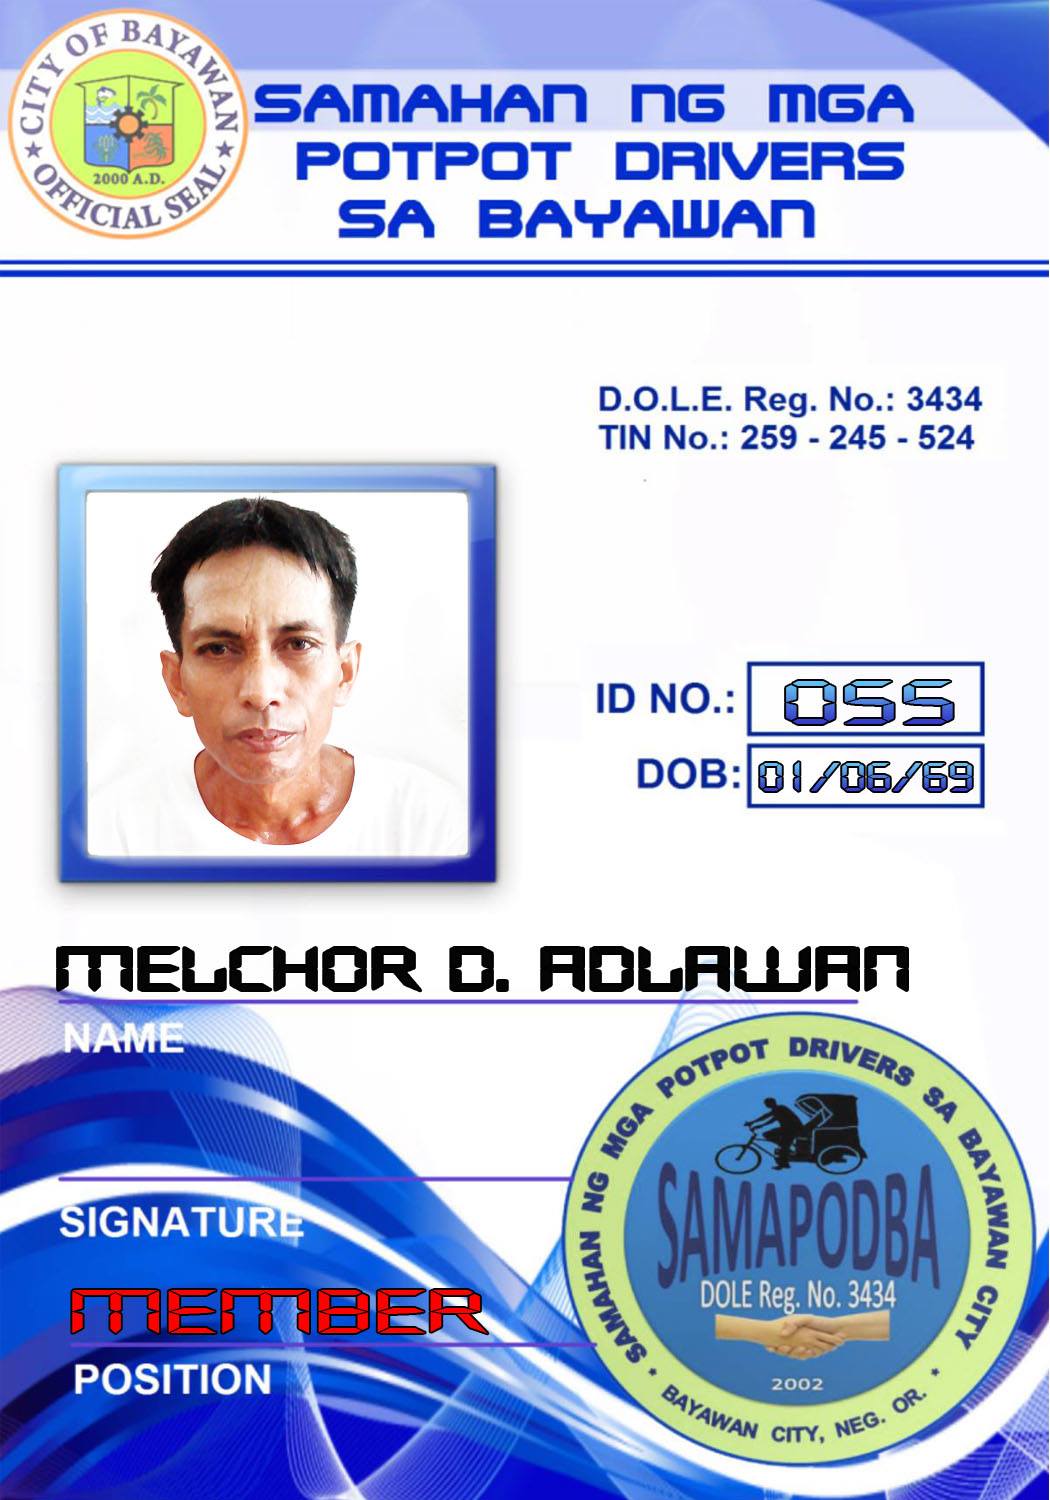 CITY OF BAYAWAN
2000 A.D.
★ OFFICIAL SEAL ★
SAMAHAN NG MGA
POTPOT DRIVERS
SA BAYAWAN
D.O.L.E. Reg. No.: 3434
TIN No.: 259 - 245 - 524
ID NO.: 055
DOB: 01/06/69
MELCHOR D. ADLAWAN
NAME
SIGNATURE
MEMBER
POSITION
SAMAHAN NG MGA POTPOT DRIVERS SA BAYAWAN CITY
SAMAPODBA
DOLE Reg. No. 3434
2002
• BAYAWAN CITY, NEG. OR. •